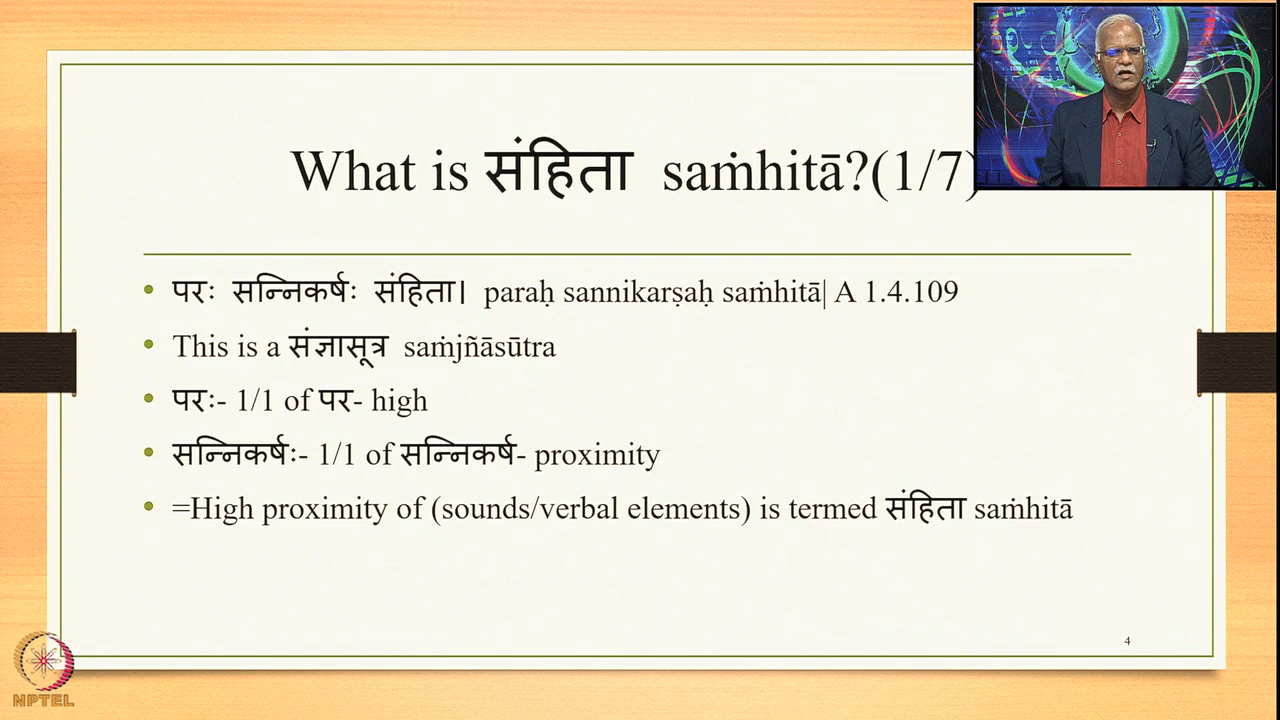 What is संहिता saṁhitā?(1/7)
• परः सन्निकर्षः संहिता। paraḥ sannikarṣaḥ saṁhitā| A 1.4.109
• This is a संज्ञासूत्र saṁjñāsūtra
• परः- 1/1 of पर- high
• सन्निकर्षः- 1/1 of सन्निकर्ष- proximity
• =High proximity of (sounds/verbal elements) is termed संहिता saṁhitā
4
NPTEL